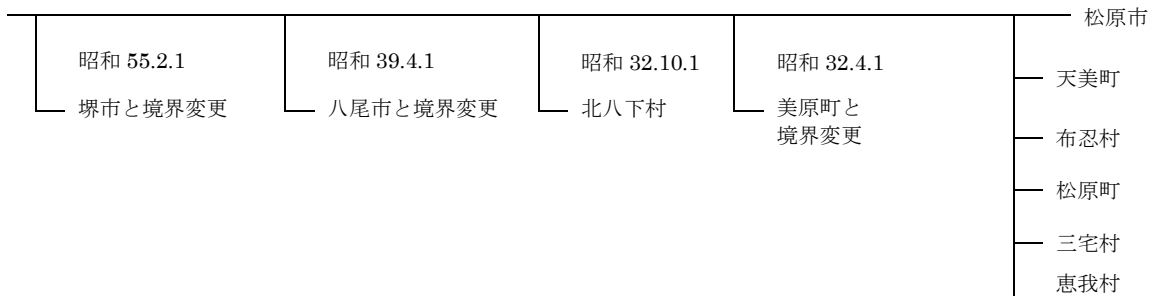 松原市
昭和 55.2.1
堺市と境界変更
昭和 39.4.1
八尾市と境界変更
昭和 32.10.1
北八下村
昭和 32.4.1
美原町と
境界変更
天美町
布忍村
松原町
三宅村
恵我村